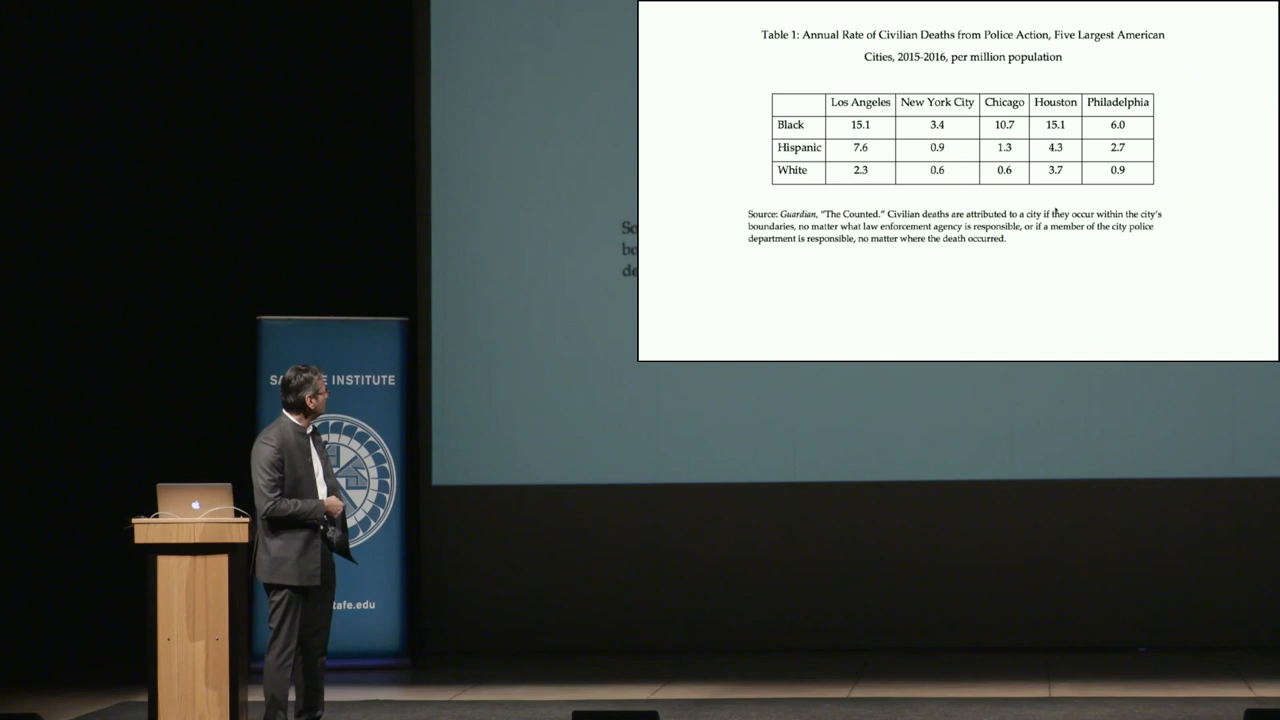 Table 1: Annual Rate of Civilian Deaths from Police Action, Five Largest American
Cities, 2015-2016, per million population
Los Angeles New York City Chicago Houston Philadelphia
Black 15.1 3.4 10.7 15.1 6.0
Hispanic 7.6 0.9 1.3 4.3 2.7
White 2.3 0.6 0.6 3.7 0.9
Source: Guardian, “The Counted.” Civilian deaths are attributed to a city if they occur within the city’s
boundaries, no matter what law enforcement agency is responsible, or if a member of the city police
department is responsible, no matter where the death occurred.
So
bo
de
INSTITUTE
tafe.edu